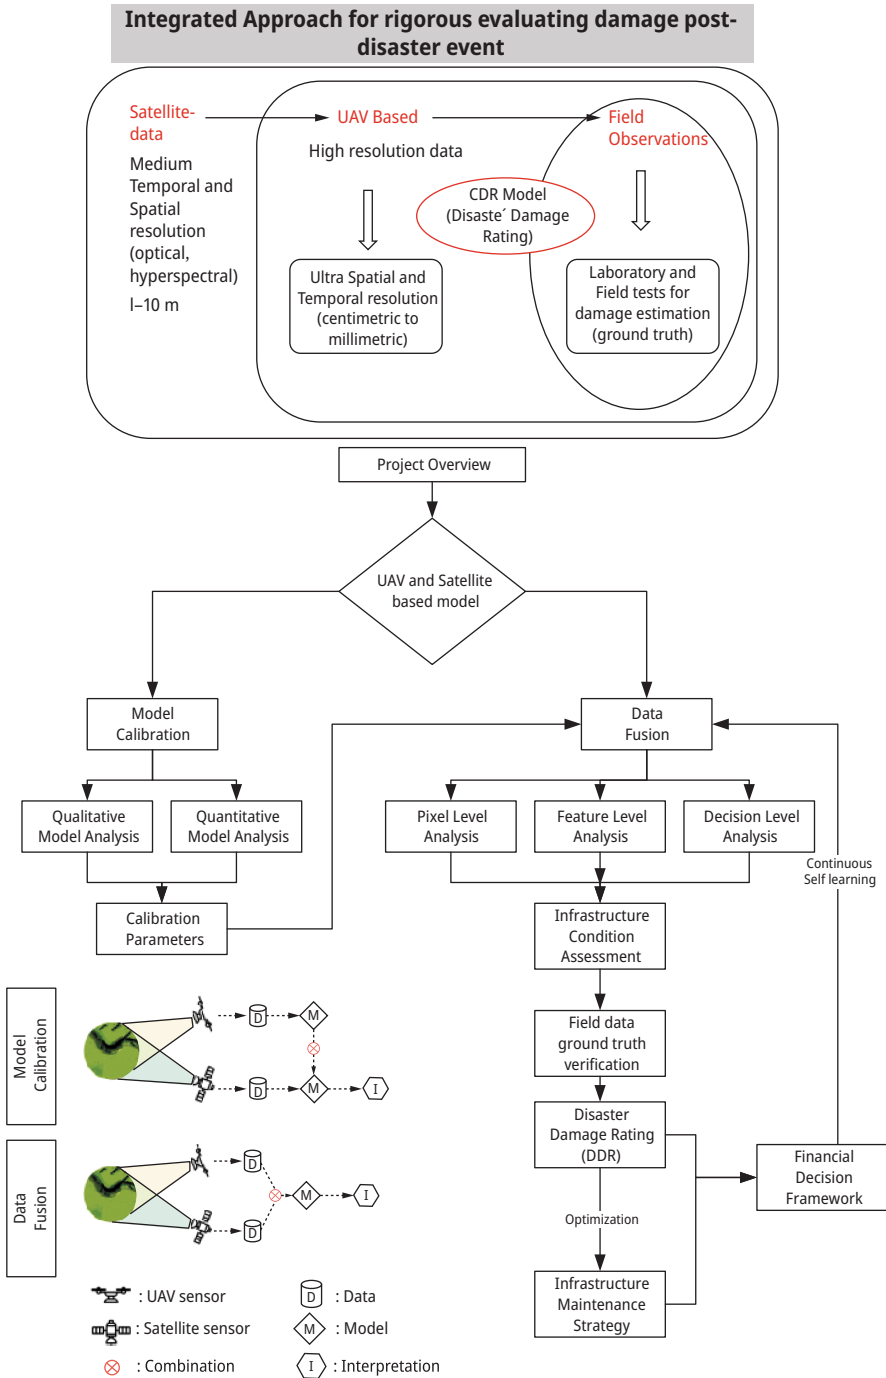 Integrated Approach for rigorous evaluating damage post-
disaster event
Satellite-
data
Medium
Temporal and
Spatial
resolution
(optical,
hyperspectral)
l–10 m
UAV Based
High resolution data
Ultra Spatial and
Temporal resolution
(centimetric to
millimetric)
CDR Model
(Disaste´ Damage
Rating)
Field
Observations
Laboratory and
Field tests for
damage estimation
(ground truth)
Project Overview
UAV and Satellite
based model
Model
Calibration
Qualitative
Model Analysis
Quantitative
Model Analysis
Calibration
Parameters
Data
Fusion
Pixel Level
Analysis
Feature Level
Analysis
Decision Level
Analysis
Continuous
Self learning
Infrastructure
Condition
Assessment
Field data
ground truth
verification
Disaster
Damage Rating
(DDR)
Optimization
Infrastructure
Maintenance
Strategy
Financial
Decision
Framework
Model
Calibration
D
M
D
M
I
Data
Fusion
D
M
I
D
: UAV sensor
D : Data
: Satellite sensor
M : Model
: Combination
I : Interpretation